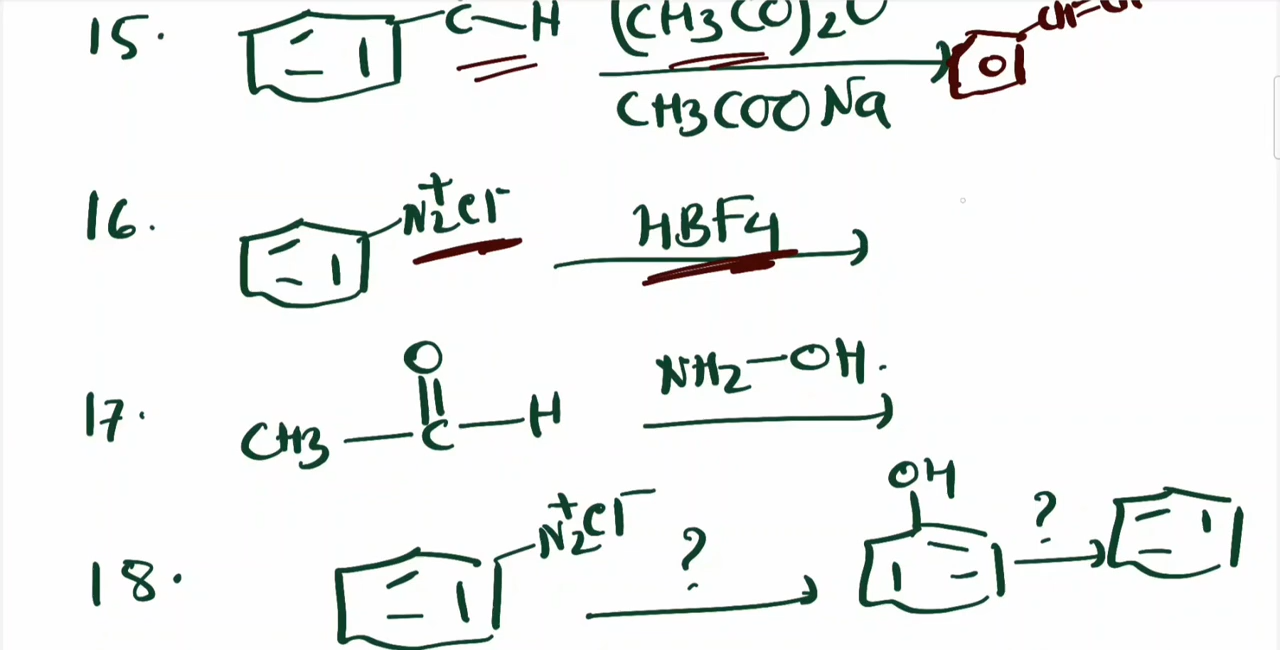 15. C—H (CH3CO)2O
CH3COONa
16. N2+Cl- HBF4
17. CH3—C(=O)—H NH2—OH.
18. N2+Cl- ? OH ?